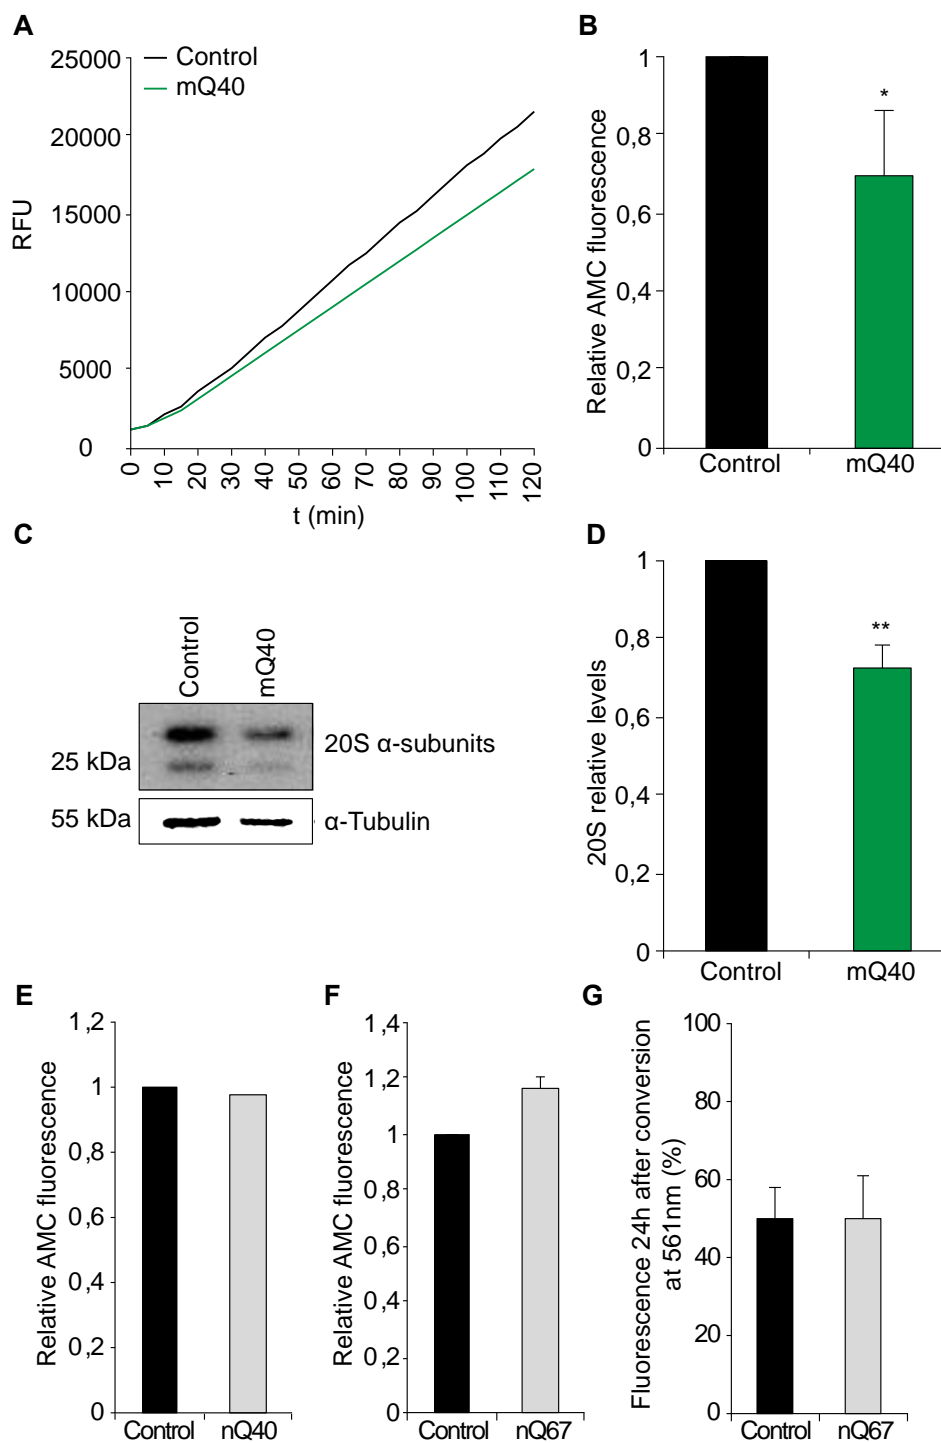 A
25000
20000
15000
10000
5000
0
RFU
Control
mQ40
0
10
20
30
40
50
60
70
80
90
100
110
120
t (min)
B
1
0,8
0,6
0,4
0,2
0
Relative AMC fluorescence
*
Control
mQ40
C
Control
mQ40
25 kDa
20S α-subunits
55 kDa
α-Tubulin
D
1
0,8
0,6
0,4
0,2
0
20S relative levels
**
Control
mQ40
E
1,2
1
0,8
0,6
0,4
0,2
0
Relative AMC fluorescence
Control
nQ40
F
1,4
1,2
1
0,8
0,6
0,4
0,2
0
Relative AMC fluorescence
Control
nQ67
G
100
80
60
40
20
0
Fluorescence 24h after conversion
at 561nm (%)
Control
nQ67